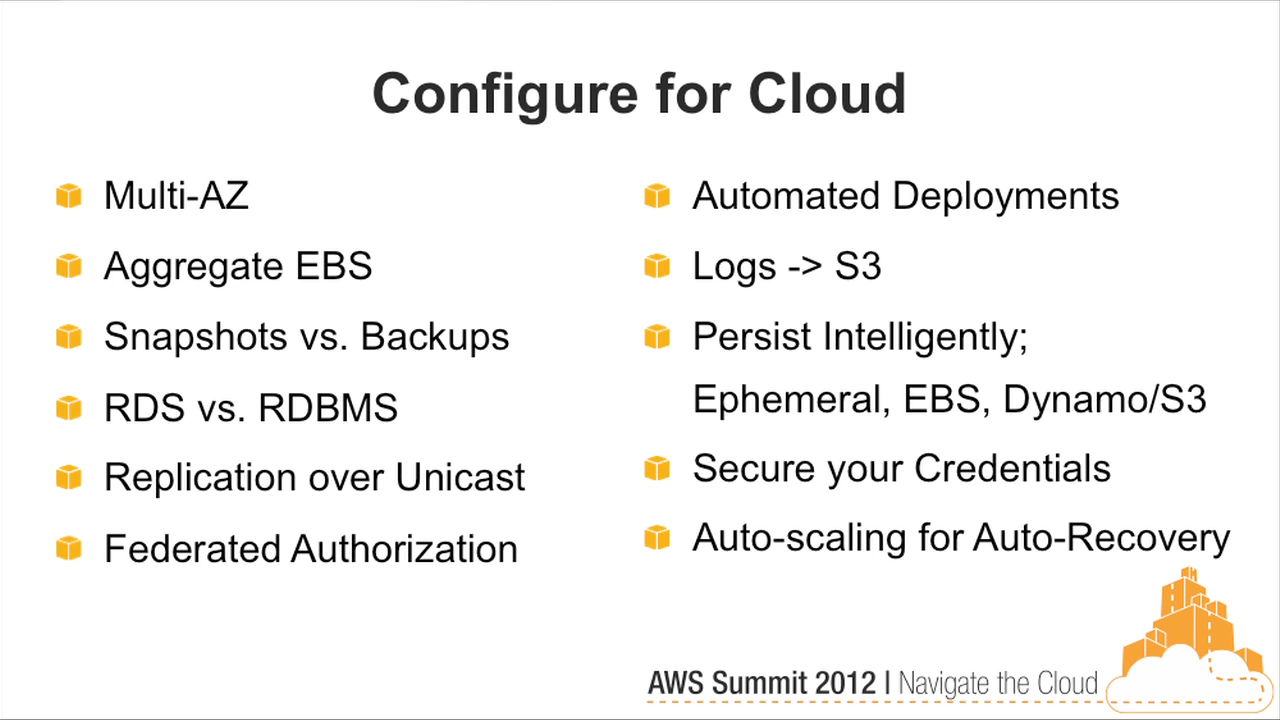 Configure for Cloud
Multi-AZ
Aggregate EBS
Snapshots vs. Backups
RDS vs. RDBMS
Replication over Unicast
Federated Authorization
Automated Deployments
Logs -> S3
Persist Intelligently;
Ephemeral, EBS, Dynamo/S3
Secure your Credentials
Auto-scaling for Auto-Recovery
AWS Summit 2012 | Navigate the Cloud